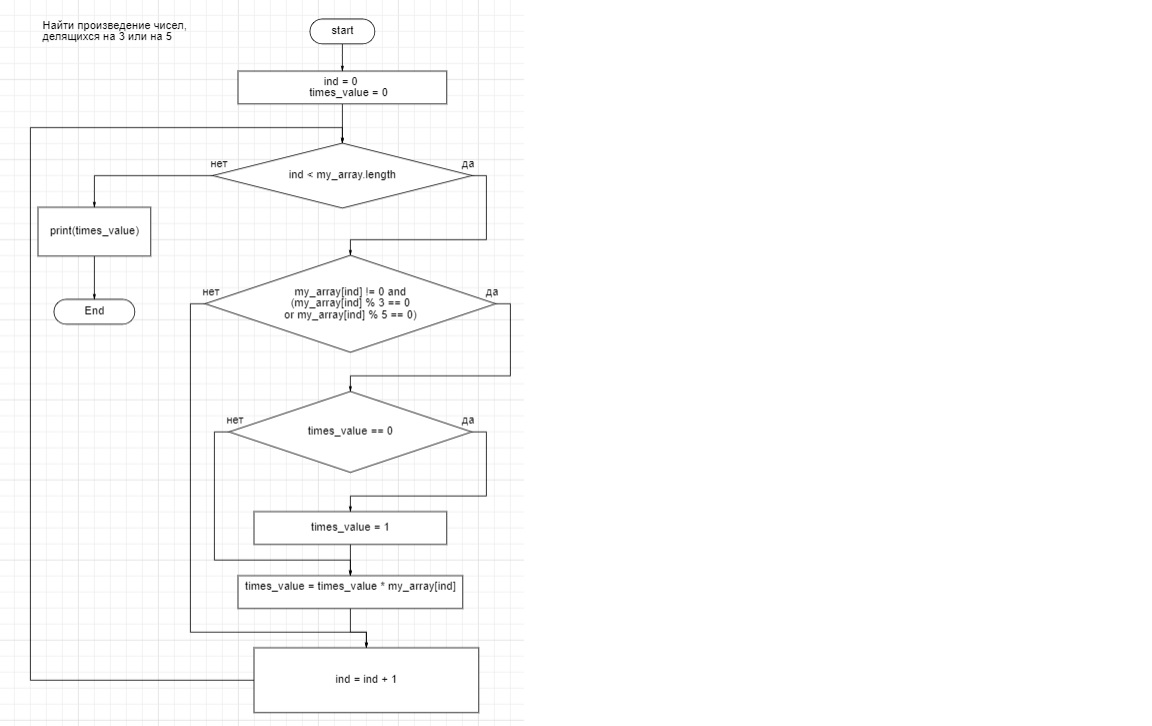 Найти произведение чисел,
делящихся на 3 или на 5
start
ind = 0
times_value = 0
нет
да
ind < my_array.length
print(times_value)
End
нет
да
my_array[ind] != 0 and
(my_array[ind] % 3 == 0
or my_array[ind] % 5 == 0)
нет
да
times_value == 0
times_value = 1
times_value = times_value * my_array[ind]
ind = ind + 1